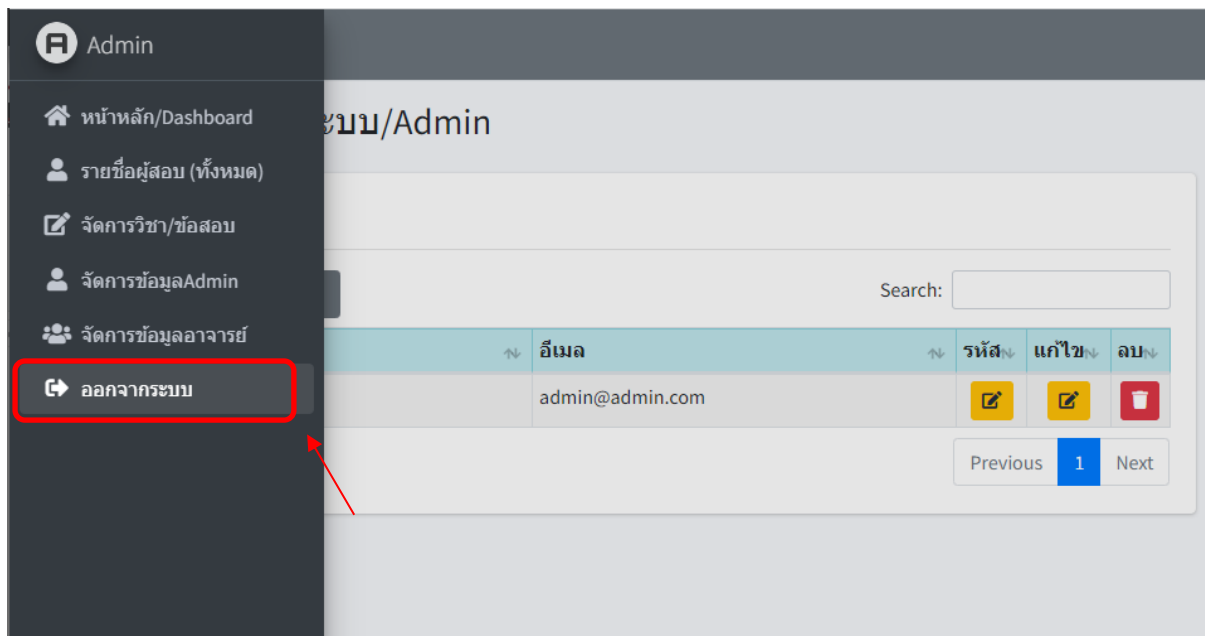 Admin
หน้าหลัก/Dashboard
ะบบ/Admin
รายชื่อผู้สอบ (ทั้งหมด)
จัดการวิชา/ข้อสอบ
จัดการข้อมูลAdmin
Search:
จัดการข้อมูลอาจารย์
อีเมล รหัส แก้ไข ลบ
ออกจากระบบ
admin@admin.com
Previous 1 Next